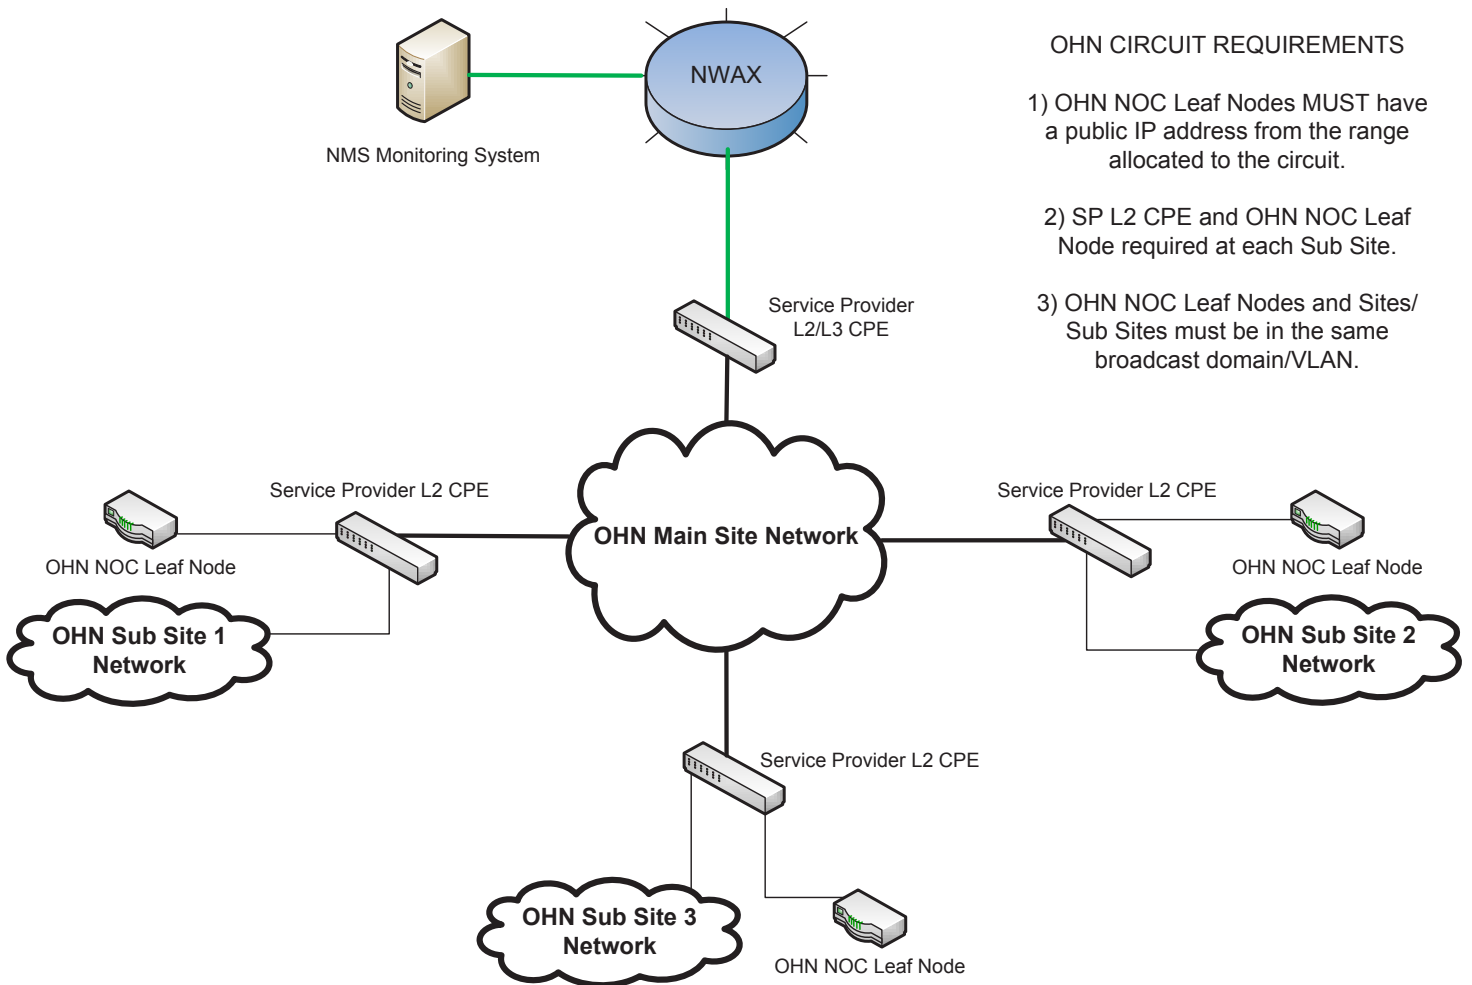 NWAX
NMS Monitoring System
OHN CIRCUIT REQUIREMENTS
1) OHN NOC Leaf Nodes MUST have
a public IP address from the range
allocated to the circuit.
2) SP L2 CPE and OHN NOC Leaf
Node required at each Sub Site.
3) OHN NOC Leaf Nodes and Sites/
Sub Sites must be in the same
broadcast domain/VLAN.
Service Provider
L2/L3 CPE
Service Provider L2 CPE
OHN NOC Leaf Node
OHN Sub Site 1
Network
OHN Main Site Network
Service Provider L2 CPE
OHN NOC Leaf Node
OHN Sub Site 2
Network
Service Provider L2 CPE
OHN Sub Site 3
Network
OHN NOC Leaf Node